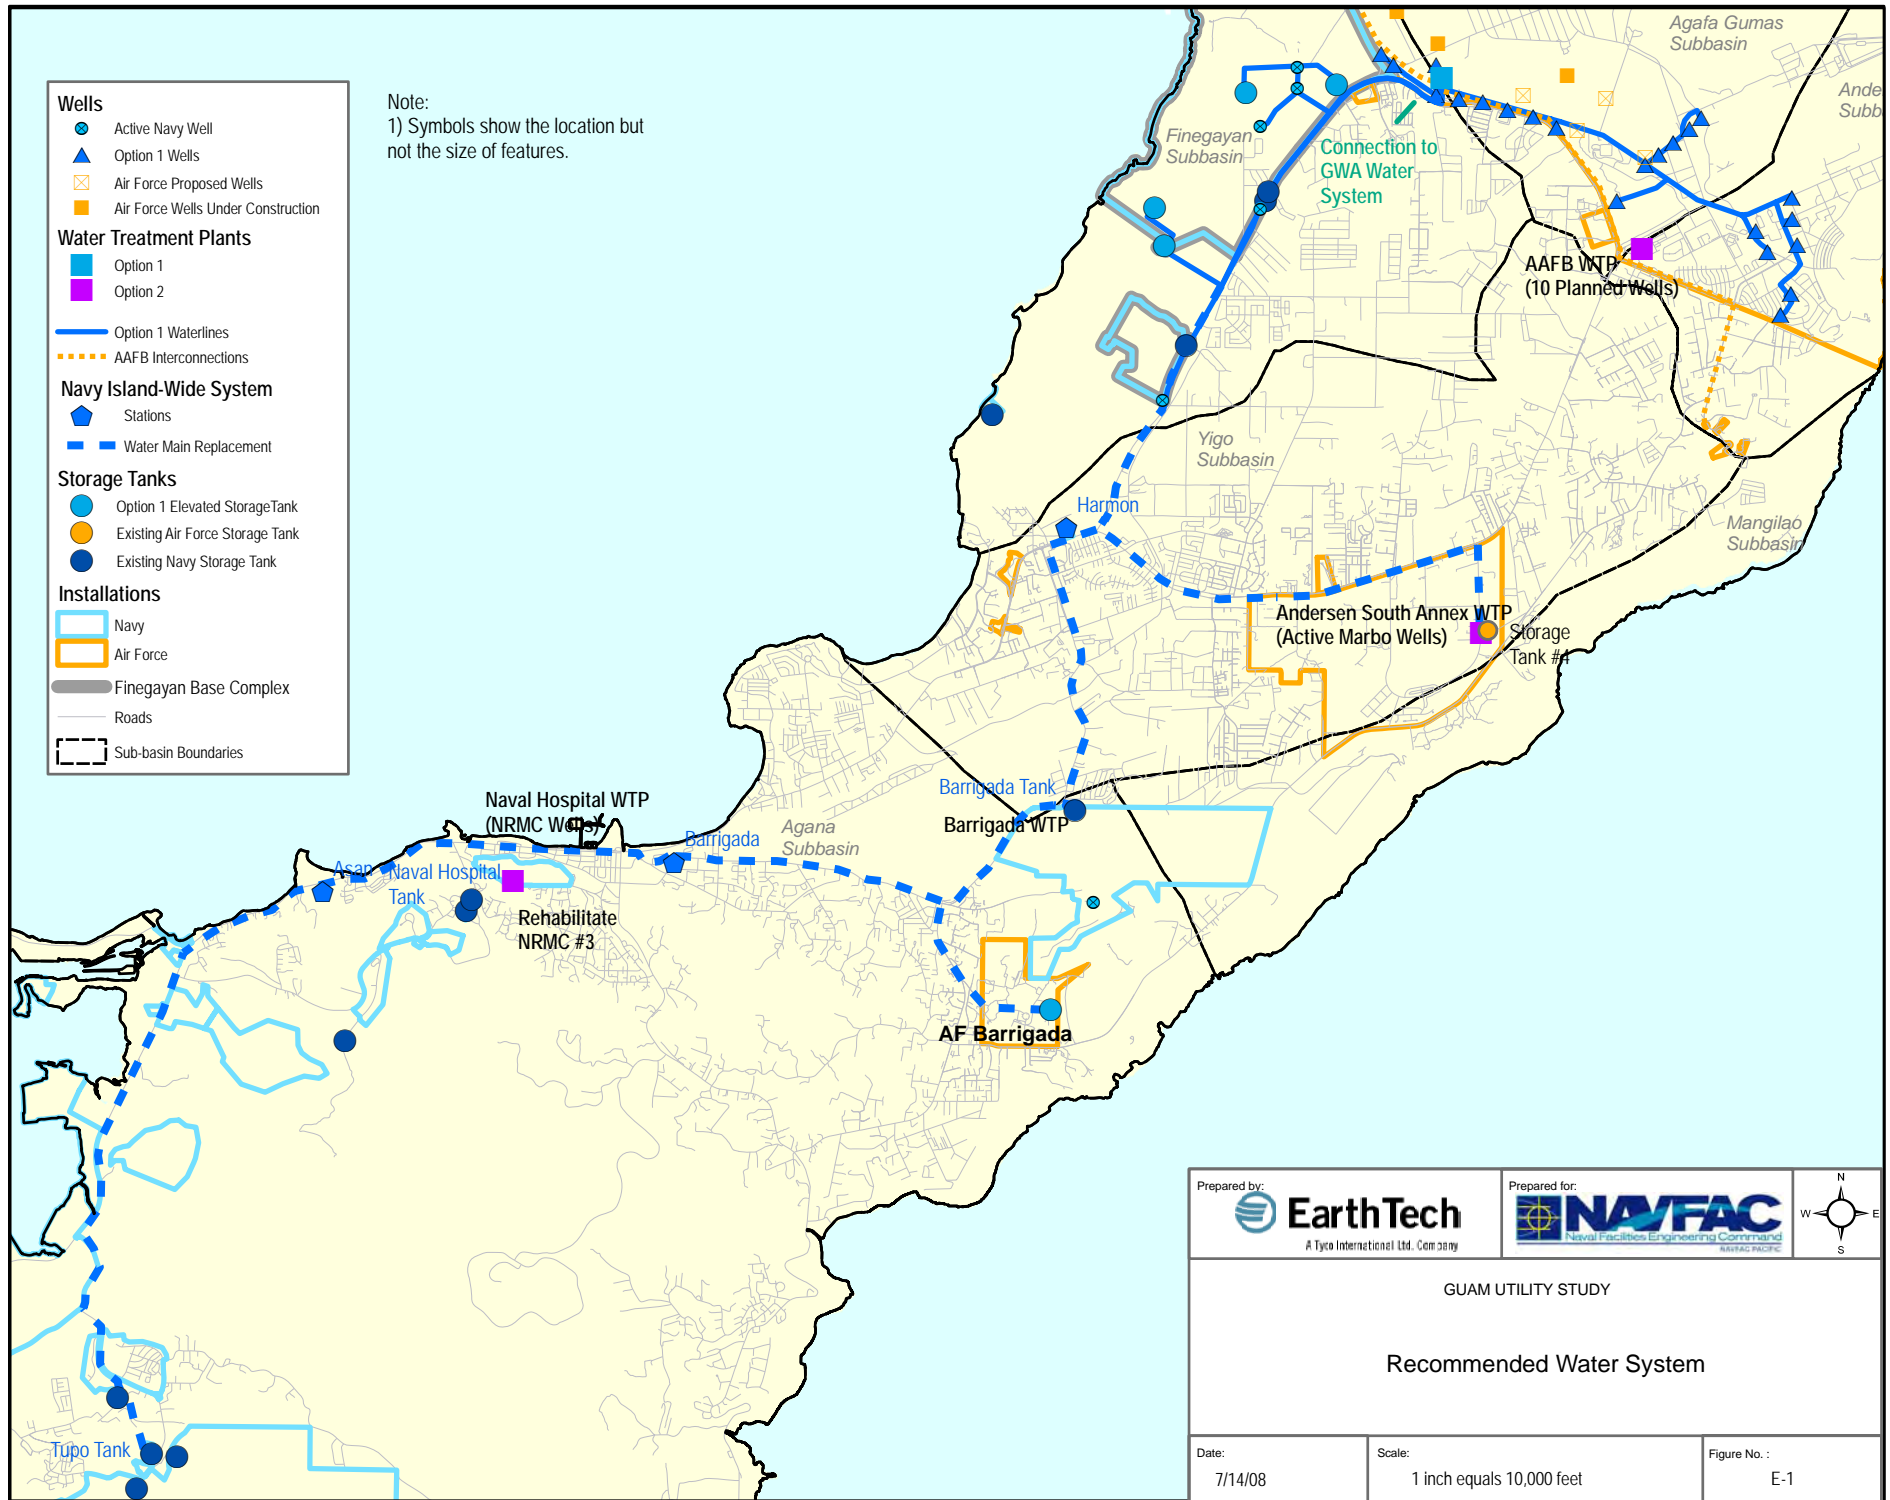 Wells
Active Navy Well
Option 1 Wells
Air Force Proposed Wells
Air Force Wells Under Construction
Water Treatment Plants
Option 1
Option 2
Option 1 Waterlines
AAFB Interconnections
Navy Island-Wide System
Stations
Water Main Replacement
Storage Tanks
Option 1 Elevated StorageTank
Existing Air Force Storage Tank
Existing Navy Storage Tank
Installations
Navy
Air Force
Finegayan Base Complex
Roads
Sub-basin Boundaries
Note:
1) Symbols show the location but
not the size of features.
Agafa Gumas
Subbasin
Ande
Subb
Finegayan
Subbasin
Connection to
GWA Water
System
AAFB WTP
(10 Planned Wells)
Yigo
Subbasin
Mangilao
Subbasin
Harmon
Andersen South Annex WTP
(Active Marbo Wells)
Storage
Tank #4
Barrigada Tank
Barrigada WTP
Naval Hospital WTP
(NRMC Wells)
Agana
Subbasin
Barrigada
Asan
Naval Hospital
Tank
Rehabilitate
NRMC #3
AF Barrigada
Tupo Tank
Prepared by:
EarthTech
A Tyco International Ltd. Company
Prepared for:
NAVFAC
Naval Facilities Engineering Command
NAVFAC PACIFIC
N
W
E
S
GUAM UTILITY STUDY
Recommended Water System
Date:
7/14/08
Scale:
1 inch equals 10,000 feet
Figure No. :
E-1